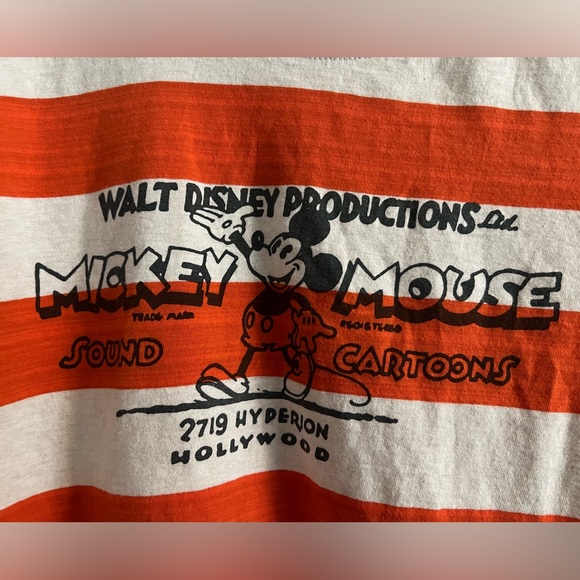 WALT DISNEY PRODUCTIONS Ltd.
MICKEY MOUSE
TRADE MARK REGISTERED
SOUND CARTOONS
2719 HYPERION
HOLLYWOOD